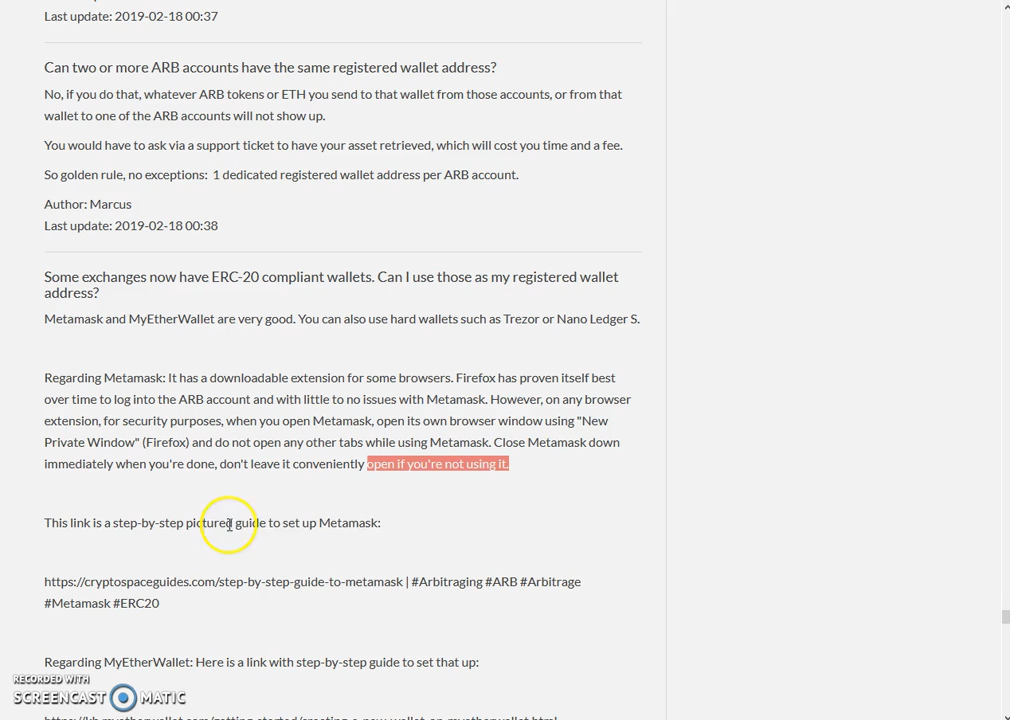 Last update: 2019-02-18 00:37
Can two or more ARB accounts have the same registered wallet address?
No, if you do that, whatever ARB tokens or ETH you send to that wallet from those accounts, or from that
wallet to one of the ARB accounts will not show up.
You would have to ask via a support ticket to have your asset retrieved, which will cost you time and a fee.
So golden rule, no exceptions:  1 dedicated registered wallet address per ARB account.
Author: Marcus
Last update: 2019-02-18 00:38
Some exchanges now have ERC-20 compliant wallets. Can I use those as my registered wallet
address?
Metamask and MyEtherWallet are very good. You can also use hard wallets such as Trezor or Nano Ledger S.
Regarding Metamask: It has a downloadable extension for some browsers. Firefox has proven itself best
over time to log into the ARB account and with little to no issues with Metamask. However, on any browser
extension, for security purposes, when you open Metamask, open its own browser window using "New
Private Window" (Firefox) and do not open any other tabs while using Metamask. Close Metamask down
immediately when you're done, don't leave it conveniently open if you're not using it.
This link is a step-by-step pictured guide to set up Metamask:
https://cryptospaceguides.com/step-by-step-guide-to-metamask | #Arbitraging #ARB #Arbitrage
#Metamask #ERC20
Regarding MyEtherWallet: Here is a link with step-by-step guide to set that up:
RECORDED WITH
SCREENCAST MATIC